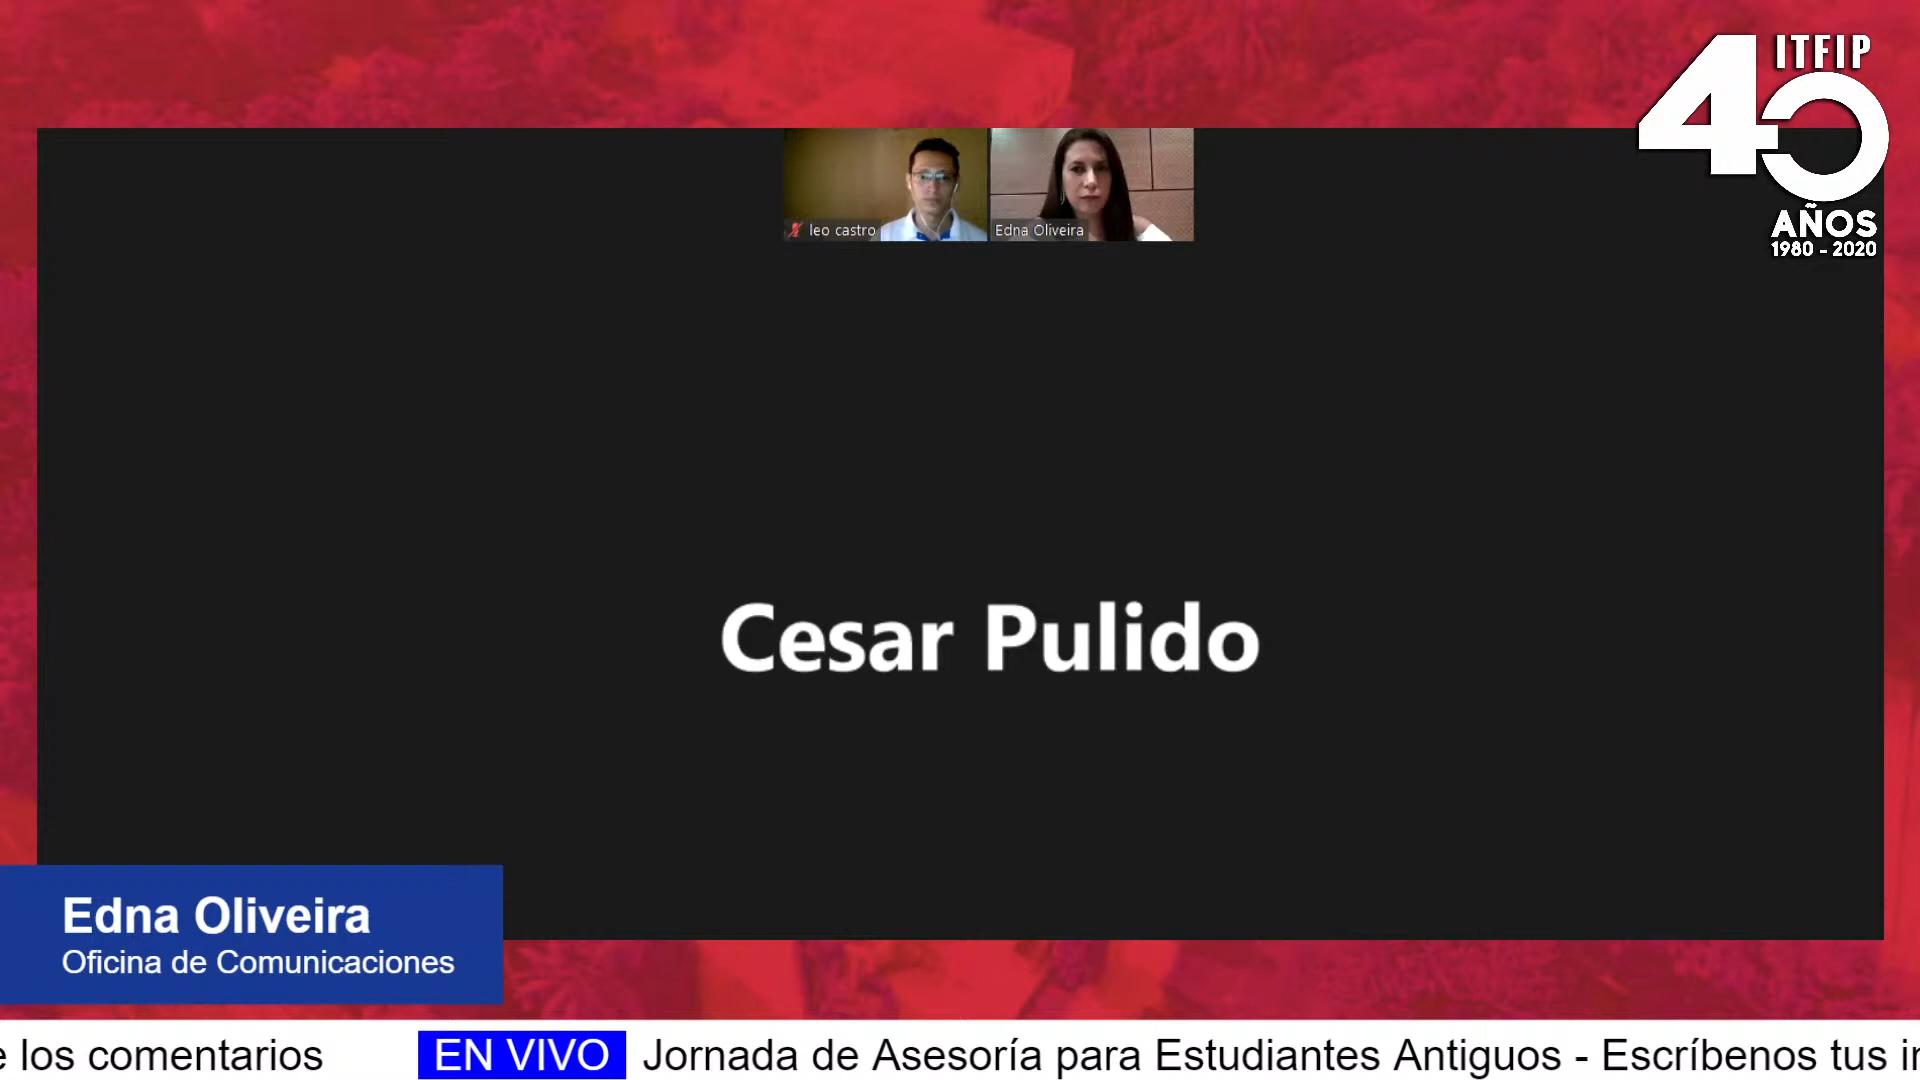 ITFIP
40
AÑOS
1980 - 2020
leo castro
Edna Oliveira
Cesar Pulido
Edna Oliveira
Oficina de Comunicaciones
los comentarios EN VIVO Jornada de Asesoría para Estudiantes Antiguos - Escríbenos tus